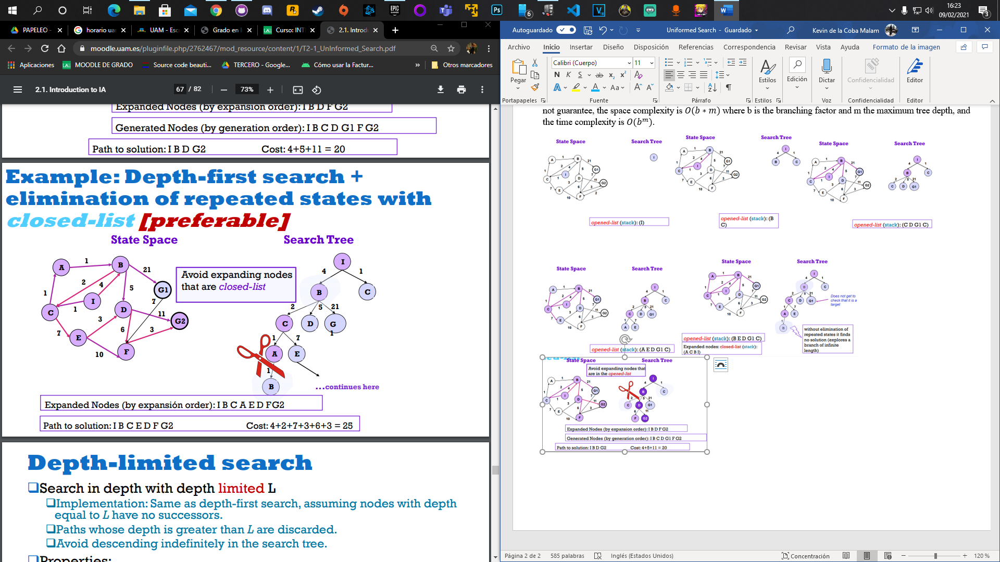 16:23
09/02/2021
6
3
PAPELEO -
horario ua
UAM - Esc
Grado en I
Curso: INT
2.1. Introd
moodle.uam.es/pluginfile.php/2762467/mod_resource/content/1/T2-1_UnInformed_Search.pdf
Aplicaciones
MOODLE DE GRADO
Source code beauti...
TERCERO - Google...
Cómo usar la Factur...
»
Otros marcadores
2.1. Introduction to IA
67 / 82
73%
Expanded Nodes (by expansion order): I B D F G2
Generated Nodes (by generation order): I B C D G1 F G2
Path to solution: I B D G2 Cost: 4+5+11 = 20
Example: Depth-first search +
elimination of repeated states with
closed-list [preferable]
State Space
Search Tree
A 1 B 21 G1
2 4 5 7
1 C 1 I D 11 G2
7 E 3 6 3
10 F
Avoid expanding nodes
that are closed-list
I
4 1
B C
2 5 21
C D G
1
1 7
A E
1
B
...continues here
Expanded Nodes (by expansión order): I B C A E D F G2
Path to solution: I B C E D F G2 Cost: 4+2+7+3+6+3 = 25
Depth-limited search
Search in depth with depth limited L
Implementation: Same as depth-first search, assuming nodes with depth
equal to L have no successors.
Paths whose depth is greater than L are discarded.
Avoid descending indefinitely in the search tree.
Properties:
Autoguardado
Uniformed Search - Guardado
Kevin de la Coba Malam
Archivo Inicio Insertar Diseño Disposición Referencias Correspondencia Revisar Vista Ayuda Formato de la imagen
Calibri (Cuerpo) 11
Pegar
N K S ab x₂ x²
A A Aa A A
Estilos
Edición
Dictar
Confidencialidad
Editor
Portapapeles Fuente Párrafo Estilos Voz Confidencialidad Editor
not guarantee, the space complexity is O(b ∗ m) where b is the branching factor and m the maximum tree depth, and
the time complexity is O(bᵐ).
State Space Search Tree
opened-list (stack): (I)
State Space Search Tree
opened-list (stack): (B
C)
State Space Search Tree
opened-list (stack): (C D G1 C)
State Space Search Tree
opened-list (stack): (A E D G1 C)
State Space Search Tree
Does not get to
check that it is a
target
opened-list (stack): (B E D G1 C)
Expanded nodes: closed-list (stack):
(A C B I)
without elimination of
repeated states it finds
no solution (explores a
branch of infinite
length)
State Space Search Tree
Avoid expanding nodes that
are in the opened-list
Expanded Nodes (by expansion order): I B D F G2
Generated Nodes (by generation order): I B C D G1 F G2
Path to solution: I B D G2 Cost: 4+5+11 = 20
Página 2 de 2 585 palabras Inglés (Estados Unidos)
Concentración
120 %